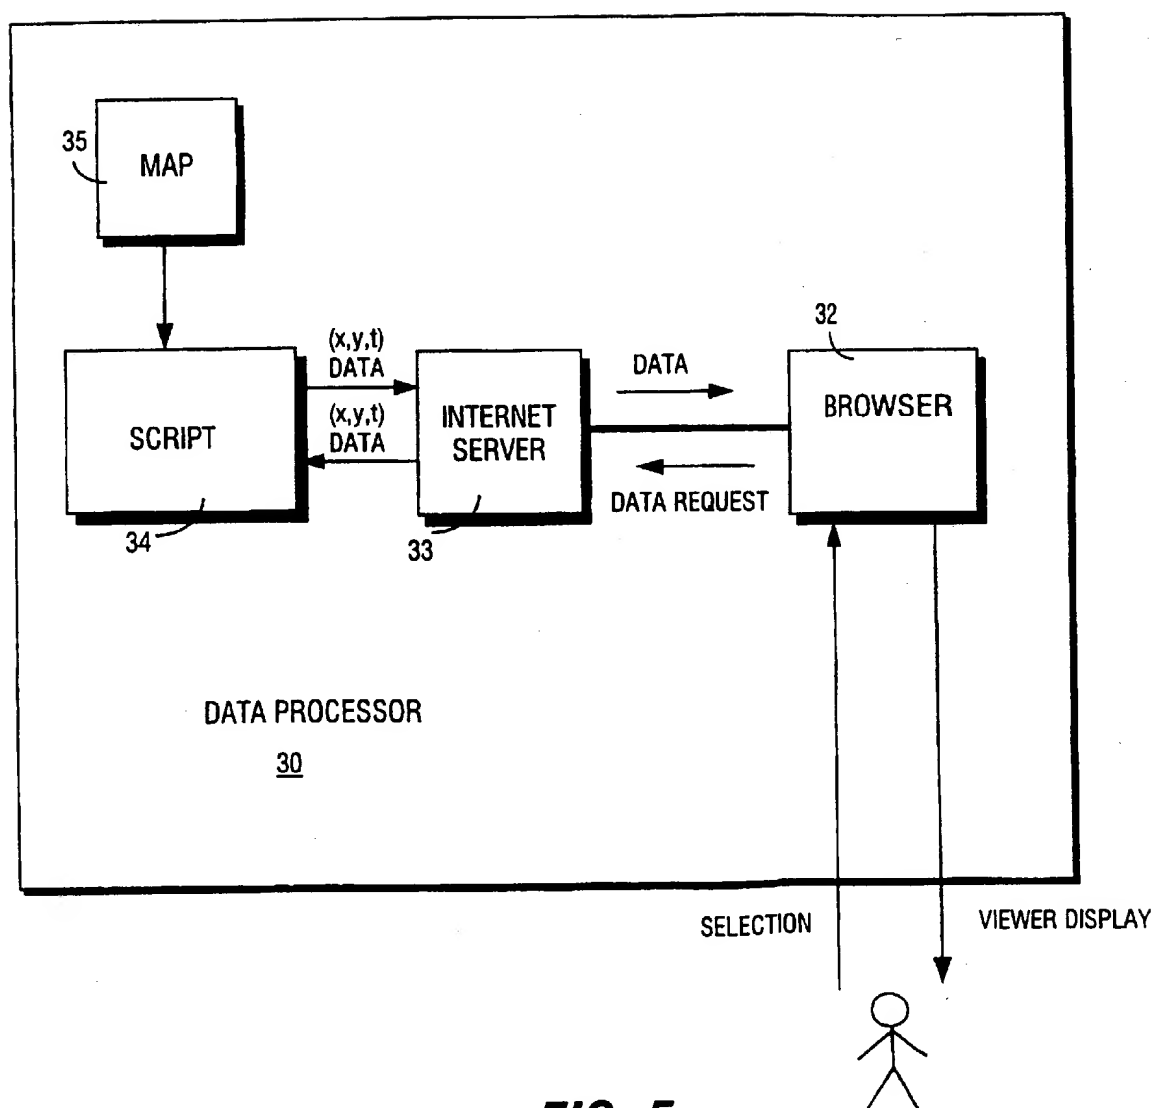 35
MAP
32
(x,y,t)
DATA
DATA
BROWSER
(x,y,t)
DATA
INTERNET
SERVER
SCRIPT
DATA REQUEST
34
33
DATA PROCESSOR
30
SELECTION
VIEWER DISPLAY